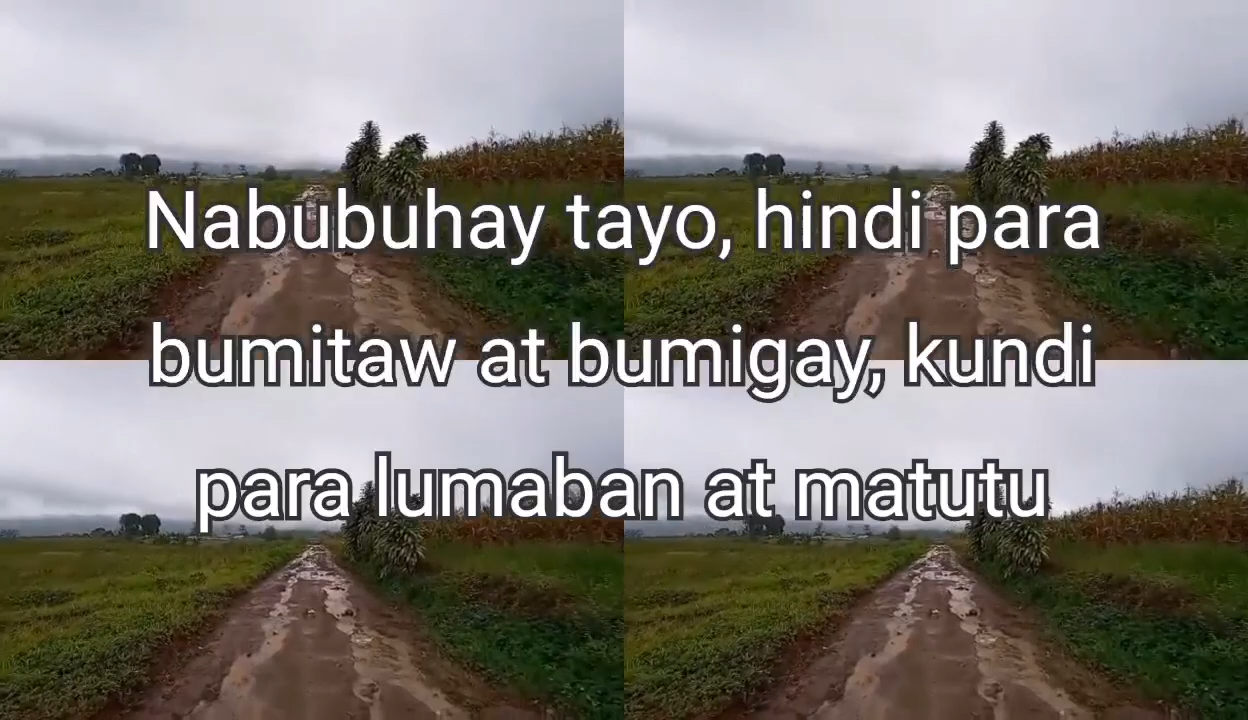 Nabubuhay tayo, hindi para
bumitaw at bumigay, kundi
para lumaban at matutu